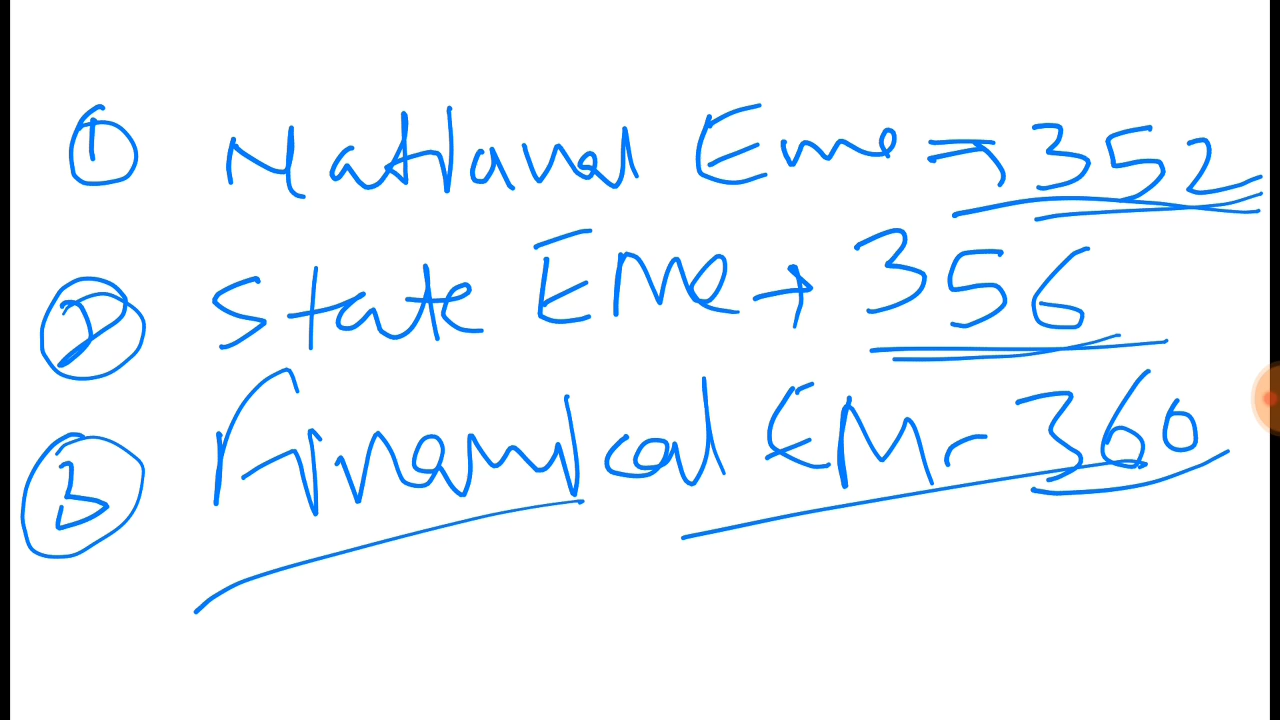 ① National Eme → 352
② State Eme → 356
③ Financial EM - 360